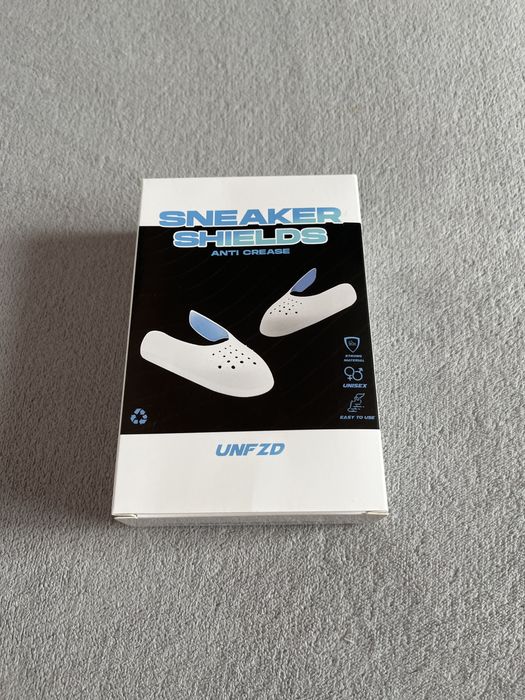 SNEAKER
SHIELDS
ANTI CREASE
STRONG
MATERIAL
UNISEX
EASY TO USE
UNFZD